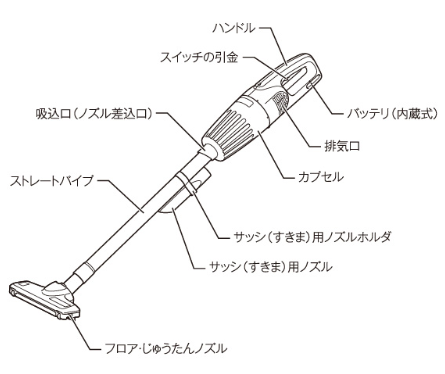 ハンドル
スイッチの引金
吸込口（ノズル差込口）
バッテリ（内蔵式）
排気口
カプセル
ストレートパイプ
サッシ（すきま）用ノズルホルダ
サッシ（すきま）用ノズル
フロア・じゅうたんノズル